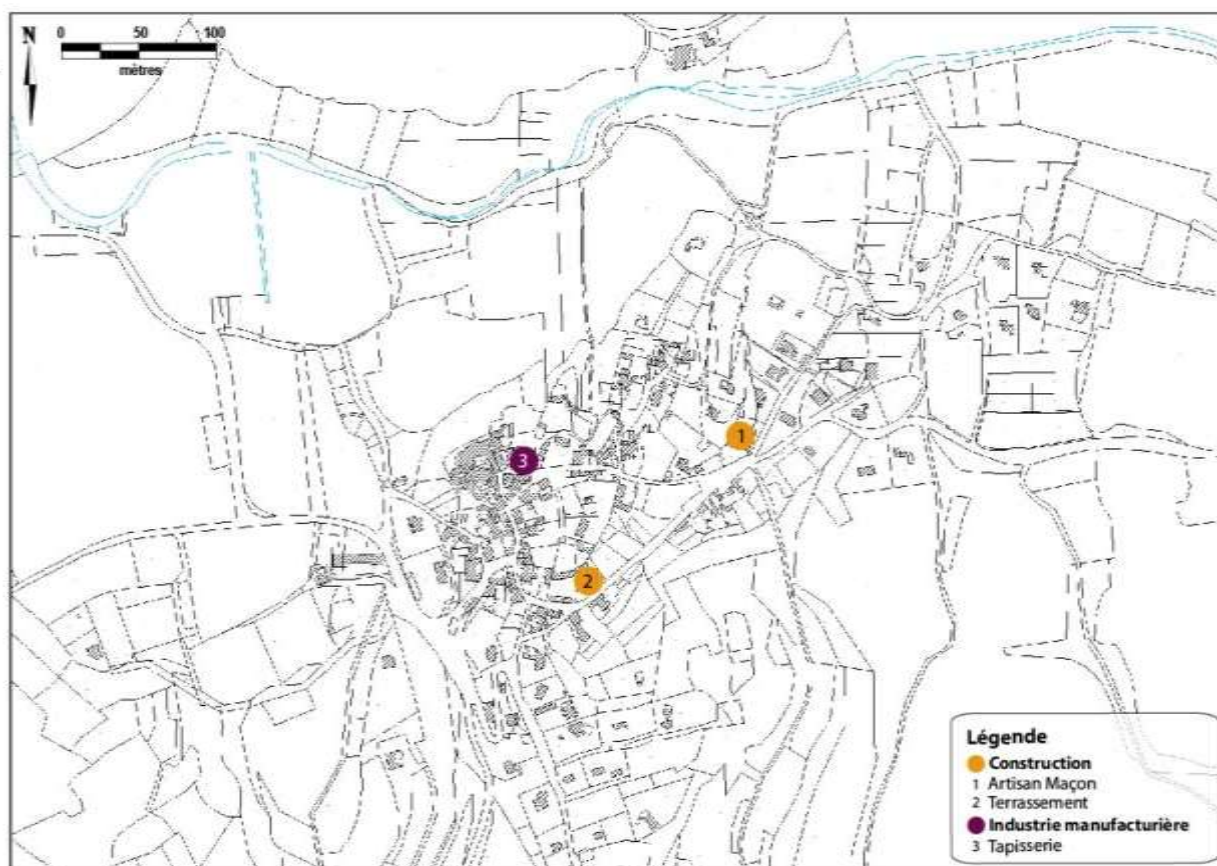 N
0 50 100
mètres
1
3
2
Légende
Construction
1 Artisan Maçon
2 Terrassement
Industrie manufacturière
3 Tapisserie